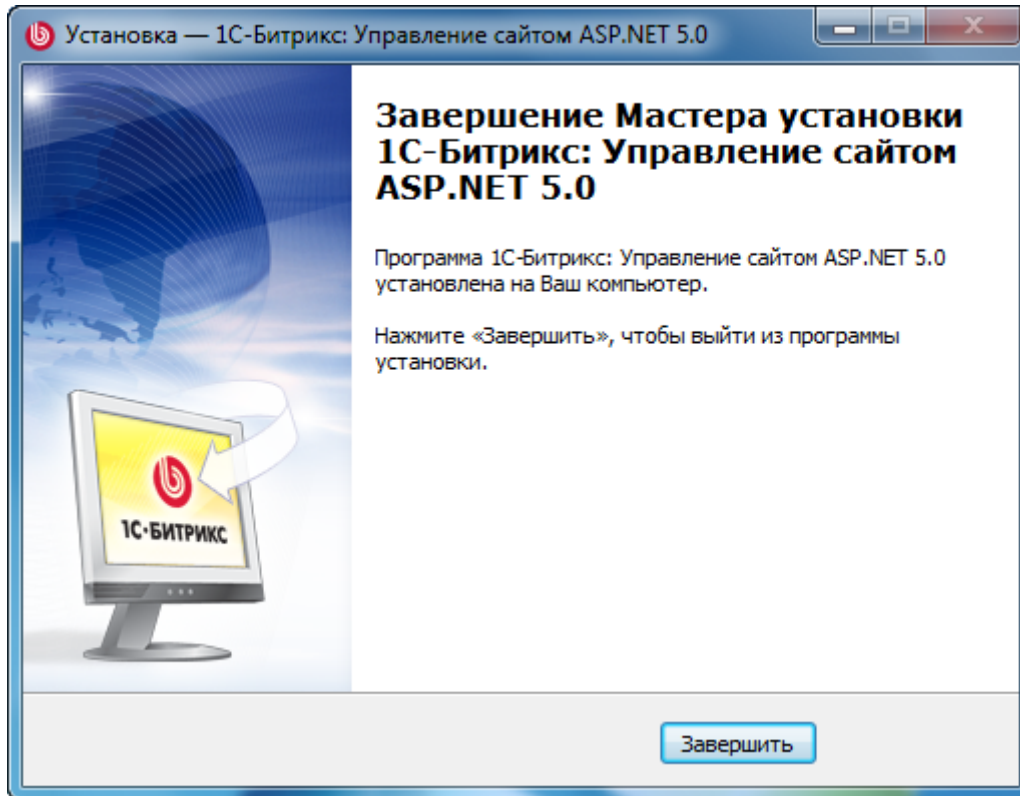 Установка — 1С-Битрикс: Управление сайтом ASP.NET 5.0
Завершение Мастера установки
1С-Битрикс: Управление сайтом
ASP.NET 5.0
Программа 1С-Битрикс: Управление сайтом ASP.NET 5.0
установлена на Ваш компьютер.
Нажмите «Завершить», чтобы выйти из программы
установки.
1С·БИТРИКС
Завершить